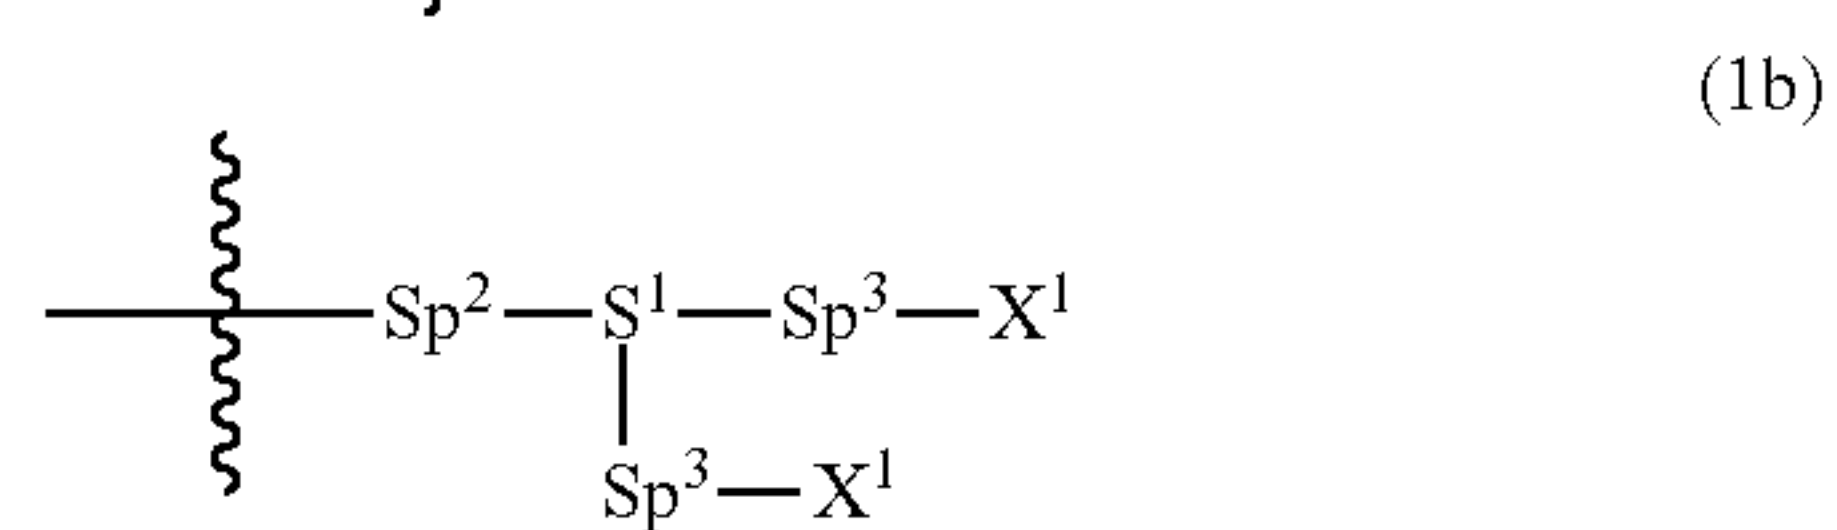 (1b)
Sp² — S¹ — Sp³ — X¹
Sp³ — X¹